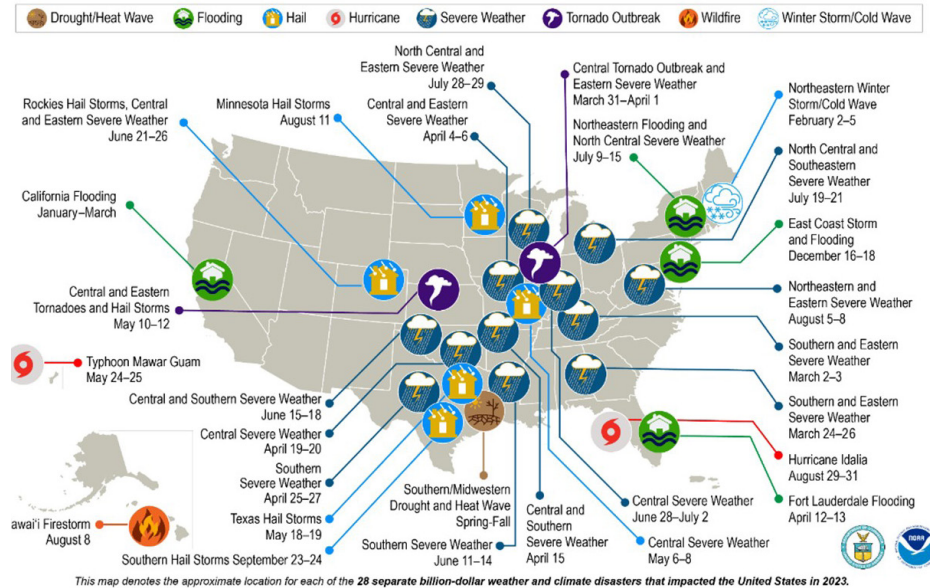 Drought/Heat Wave
Flooding
Hail
Hurricane
Severe Weather
Tornado Outbreak
Wildfire
Winter Storm/Cold Wave
North Central and
Eastern Severe Weather
July 28–29
Central Tornado Outbreak and
Eastern Severe Weather
March 31–April 1
Northeastern Winter
Storm/Cold Wave
February 2–5
Rockies Hail Storms, Central
and Eastern Severe Weather
June 21–26
Minnesota Hail Storms
August 11
Central and Eastern
Severe Weather
April 4–6
Northeastern Flooding and
North Central Severe Weather
July 9–15
North Central and
Southeastern
Severe Weather
July 19–21
California Flooding
January–March
East Coast Storm
and Flooding
December 16–18
Central and Eastern
Tornadoes and Hail Storms
May 10–12
Northeastern and
Eastern Severe Weather
August 5–8
Typhoon Mawar Guam
May 24–25
Southern and Eastern
Severe Weather
March 2–3
Central and Southern Severe Weather
June 15–18
Southern and Eastern
Severe Weather
March 24–26
Central Severe Weather
April 19–20
Southern
Severe Weather
April 25–27
Hurricane Idalia
August 29–31
Southern/Midwestern
Drought and Heat Wave
Spring-Fall
Central and
Southern
Severe Weather
April 15
Central Severe Weather
June 28–July 2
Fort Lauderdale Flooding
April 12–13
awai‘i Firestorm
August 8
Texas Hail Storms
May 18–19
Southern Hail Storms September 23–24
Southern Severe Weather
June 11–14
Central Severe Weather
May 6–8
NOAA
This map denotes the approximate location for each of the 28 separate billion-dollar weather and climate disasters that impacted the United States in 2023.